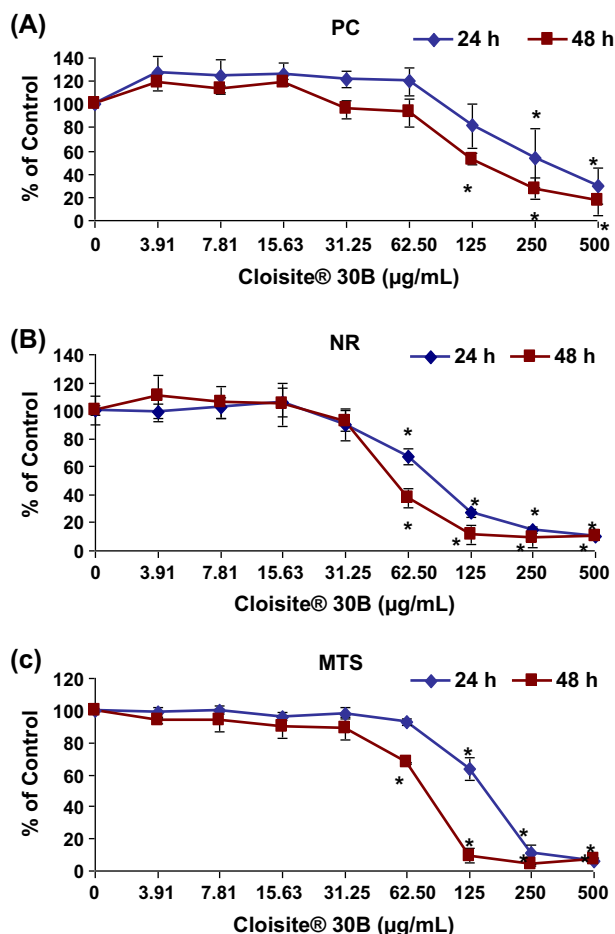 (A)
PC
24 h
48 h
% of Control
140
120
100
80
60
40
20
0
*
*
*
*
*
0 3.91 7.81 15.63 31.25 62.50 125 250 500
Cloisite® 30B (µg/mL)
(B)
NR
24 h
48 h
% of Control
140
120
100
80
60
40
20
0
*
*
*
*
*
*
*
*
0 3.91 7.81 15.63 31.25 62.50 125 250 500
Cloisite® 30B (µg/mL)
(c)
MTS
24 h
48 h
% of Control
120
100
80
60
40
20
0
*
*
*
*
*
*
*
0 3.91 7.81 15.63 31.25 62.50 125 250 500
Cloisite® 30B (µg/mL)